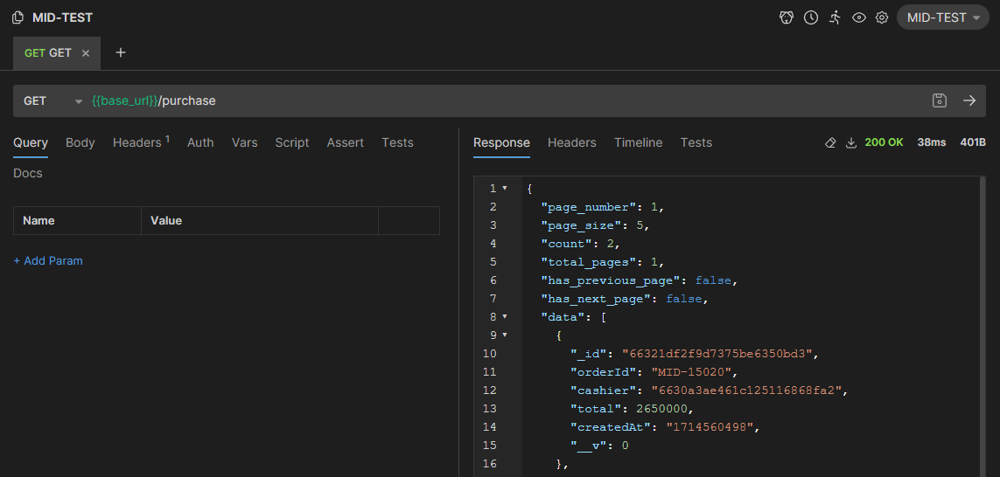 MID-TEST
MID-TEST
GET GET ×
+
GET {{base_url}}/purchase
Query Body Headers 1 Auth Vars Script Assert Tests
Docs
Name Value
+ Add Param
Response Headers Timeline Tests 200 OK 38ms 401B
1 {
2 "page_number": 1,
3 "page_size": 5,
4 "count": 2,
5 "total_pages": 1,
6 "has_previous_page": false,
7 "has_next_page": false,
8 "data": [
9 {
10 "_id": "66321df2f9d7375be6350bd3",
11 "orderId": "MID-15020",
12 "cashier": "6630a3ae461c125116868fa2",
13 "total": 2650000,
14 "createdAt": "1714560498",
15 "__v": 0
16 },